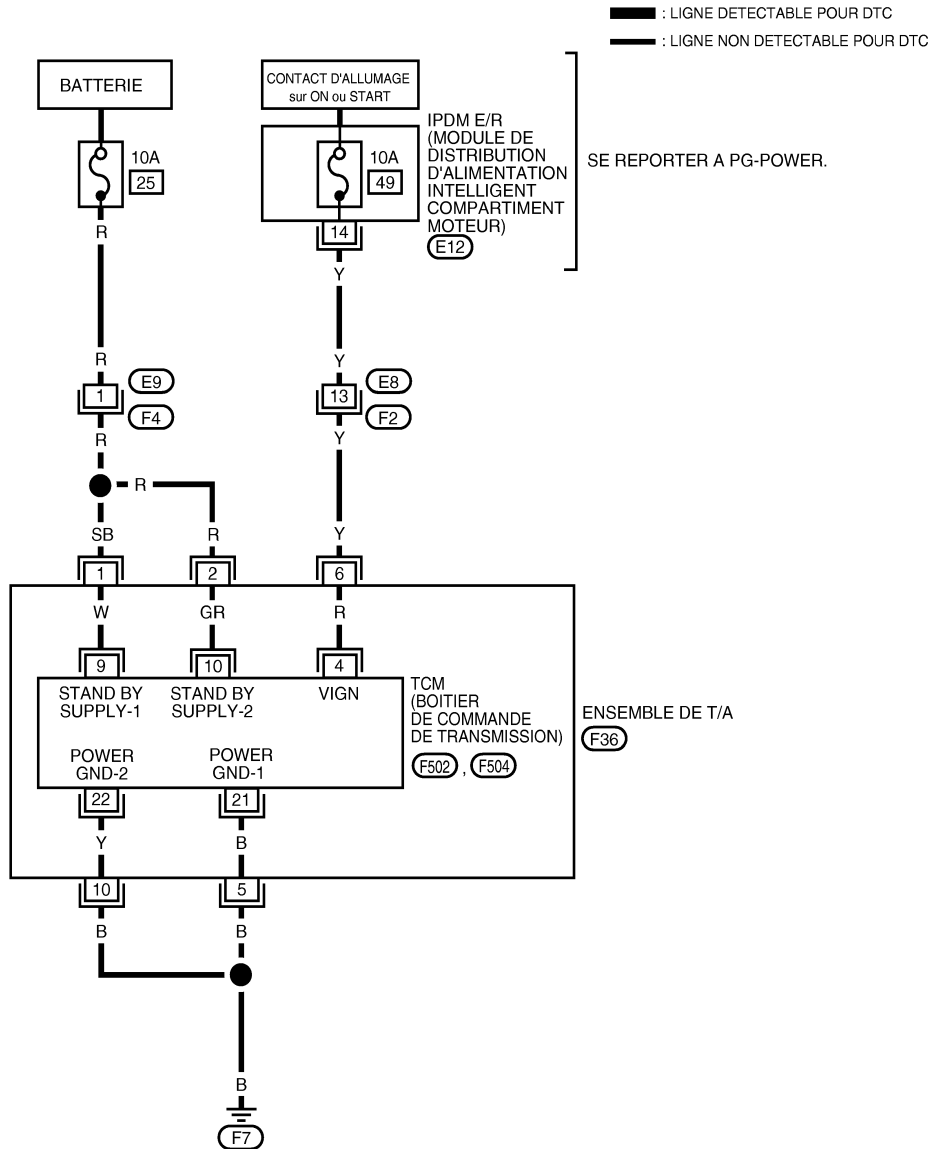 : LIGNE DETECTABLE POUR DTC
: LIGNE NON DETECTABLE POUR DTC
BATTERIE
CONTACT D'ALLUMAGE
sur ON ou START
10A
25
10A
49
IPDM E/R
(MODULE DE
DISTRIBUTION
D'ALIMENTATION
INTELLIGENT
COMPARTIMENT
MOTEUR)
E12
SE REPORTER A PG-POWER.
14
R
Y
R
Y
1
E9
F4
13
E8
F2
R
Y
R
SB
R
Y
1
2
6
W
GR
R
9
10
4
STAND BY
SUPPLY-1
STAND BY
SUPPLY-2
VIGN
TCM
(BOITIER
DE COMMANDE
DE TRANSMISSION)
F502 , F504
ENSEMBLE DE T/A
F36
POWER
GND-2
POWER
GND-1
22
21
Y
B
10
5
B
B
B
F7